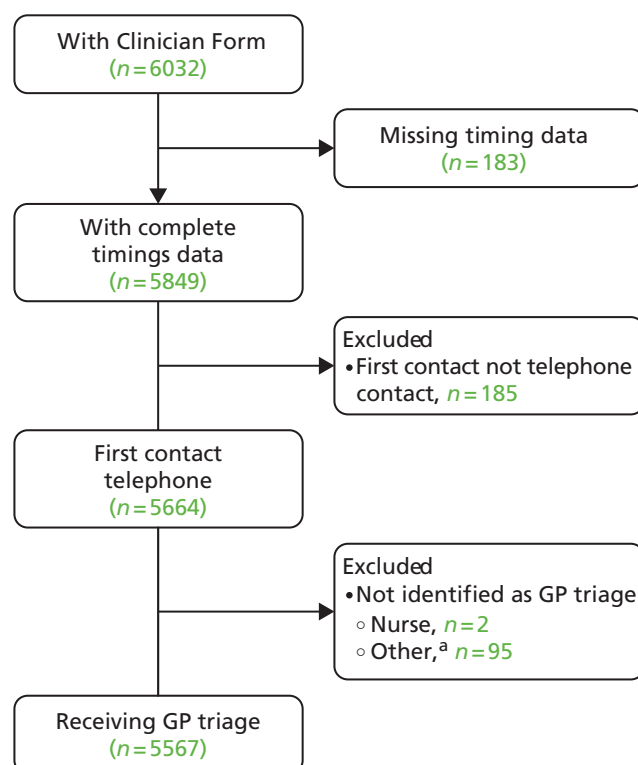 With Clinician Form
(n=6032)
Missing timing data
(n=183)
With complete
timings data
(n=5849)
Excluded
•First contact not telephone
contact, n=185
First contact
telephone
(n=5664)
Excluded
•Not identified as GP triage
○ Nurse, n=2
○ Other,a n=95
Receiving GP triage
(n=5567)